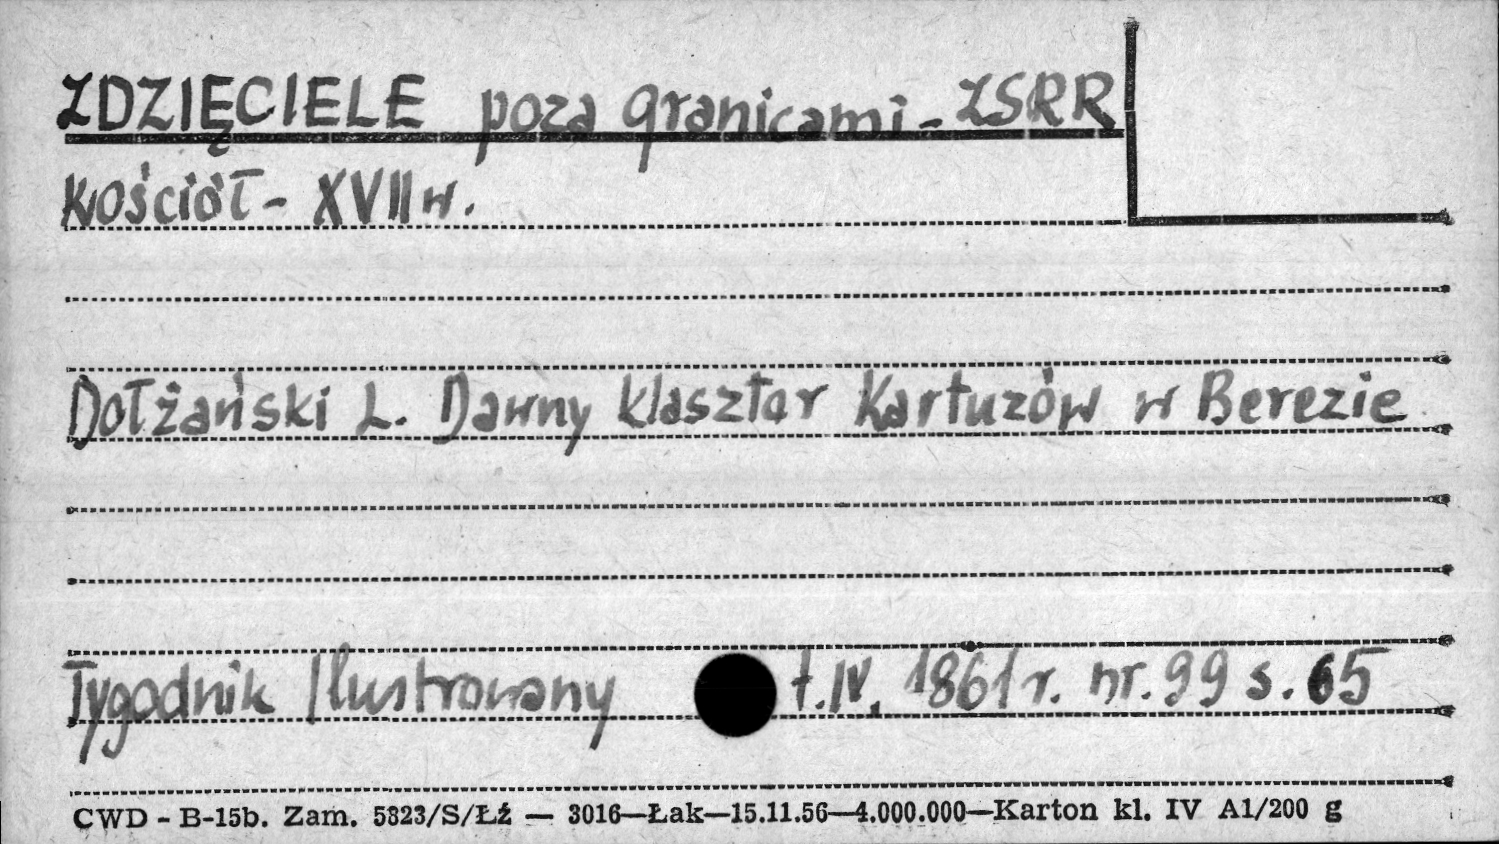 ZDZIĘCIELE poza granicami - ZSRR
Kościół - XVII w.
Dołżański L. Dawny klasztor Kartuzów w Berezie
Tygodnik Ilustrowany t.IV. 1861 r. nr. 99 s. 65
CWD - B-15b. Zam. 5323/S/Łź — 3016—Łak—15.11.56—4.000.000—Karton kl. IV A1/200 g